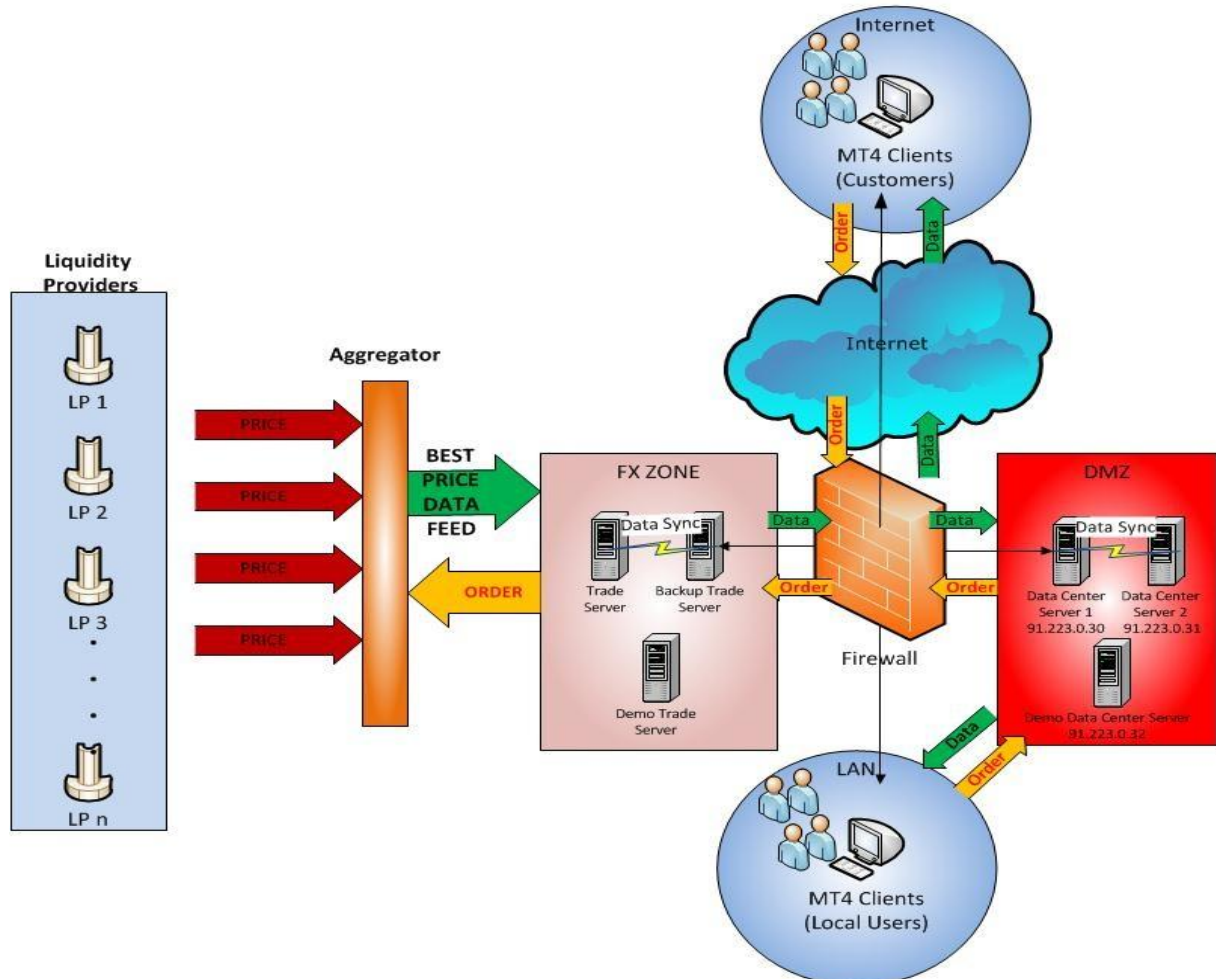 Internet
MT4 Clients
(Customers)
Order
Data
Internet
Order
Data
Liquidity
Providers
LP 1
LP 2
LP 3
.
.
.
LP n
PRICE
PRICE
PRICE
PRICE
Aggregator
BEST
PRICE
DATA
FEED
ORDER
FX ZONE
Data Sync
Trade
Server
Backup Trade
Server
Demo Trade
Server
Data
Order
Firewall
Data
Order
DMZ
Data Sync
Data Center
Server 1
91.223.0.30
Data Center
Server 2
91.223.0.31
Demo Data Center Server
91.223.0.32
Data
Order
LAN
MT4 Clients
(Local Users)